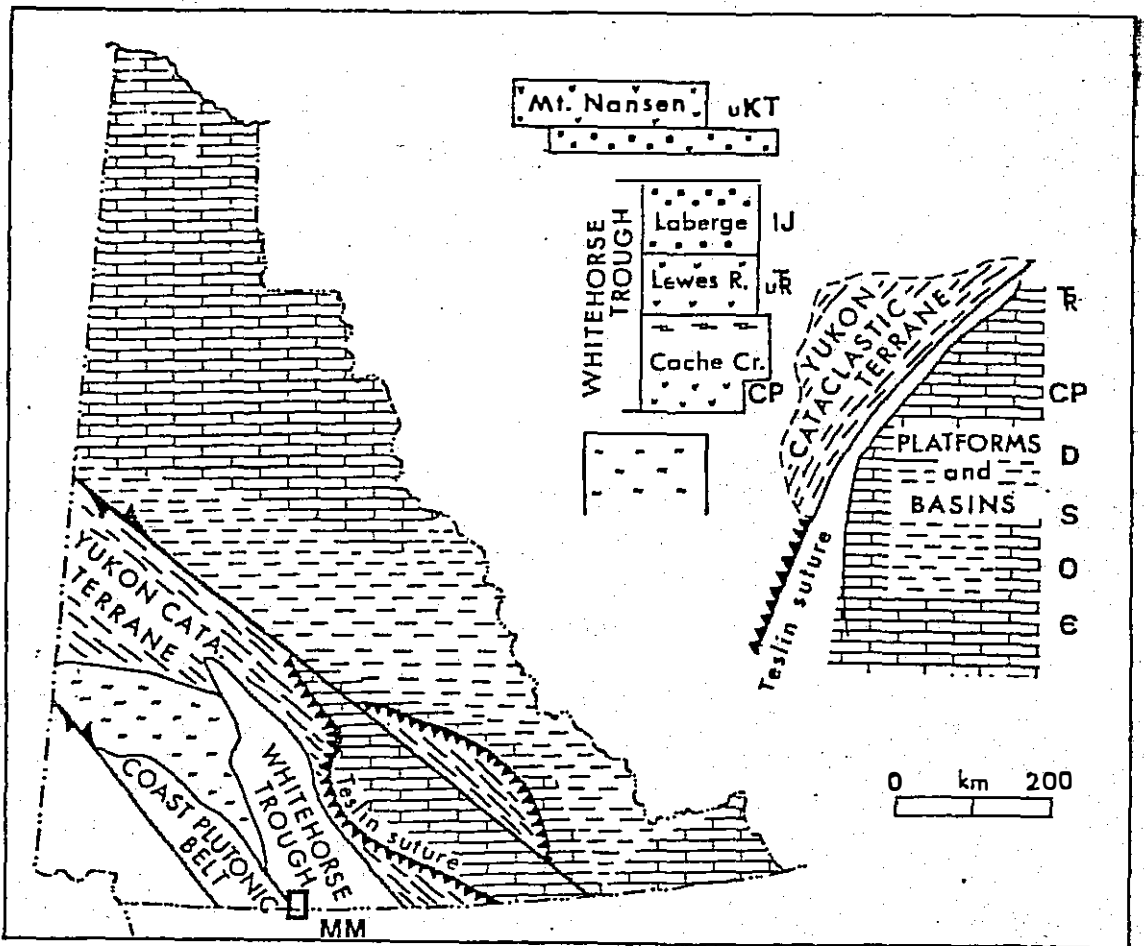 Mt. Nansen uKT
WHITEHORSE
TROUGH
Laberge lJ
Lewes R. uTR
Cache Cr.
CP
YUKON
CATACLASTIC
TERRANE
TR
CP
PLATFORMS
and
BASINS
D
S
O
Є
Teslin suture
YUKON CATA.
TERRANE
WHITEHORSE
TROUGH
Teslin suture
COAST PLUTONIC
BELT
MM
0 km 200